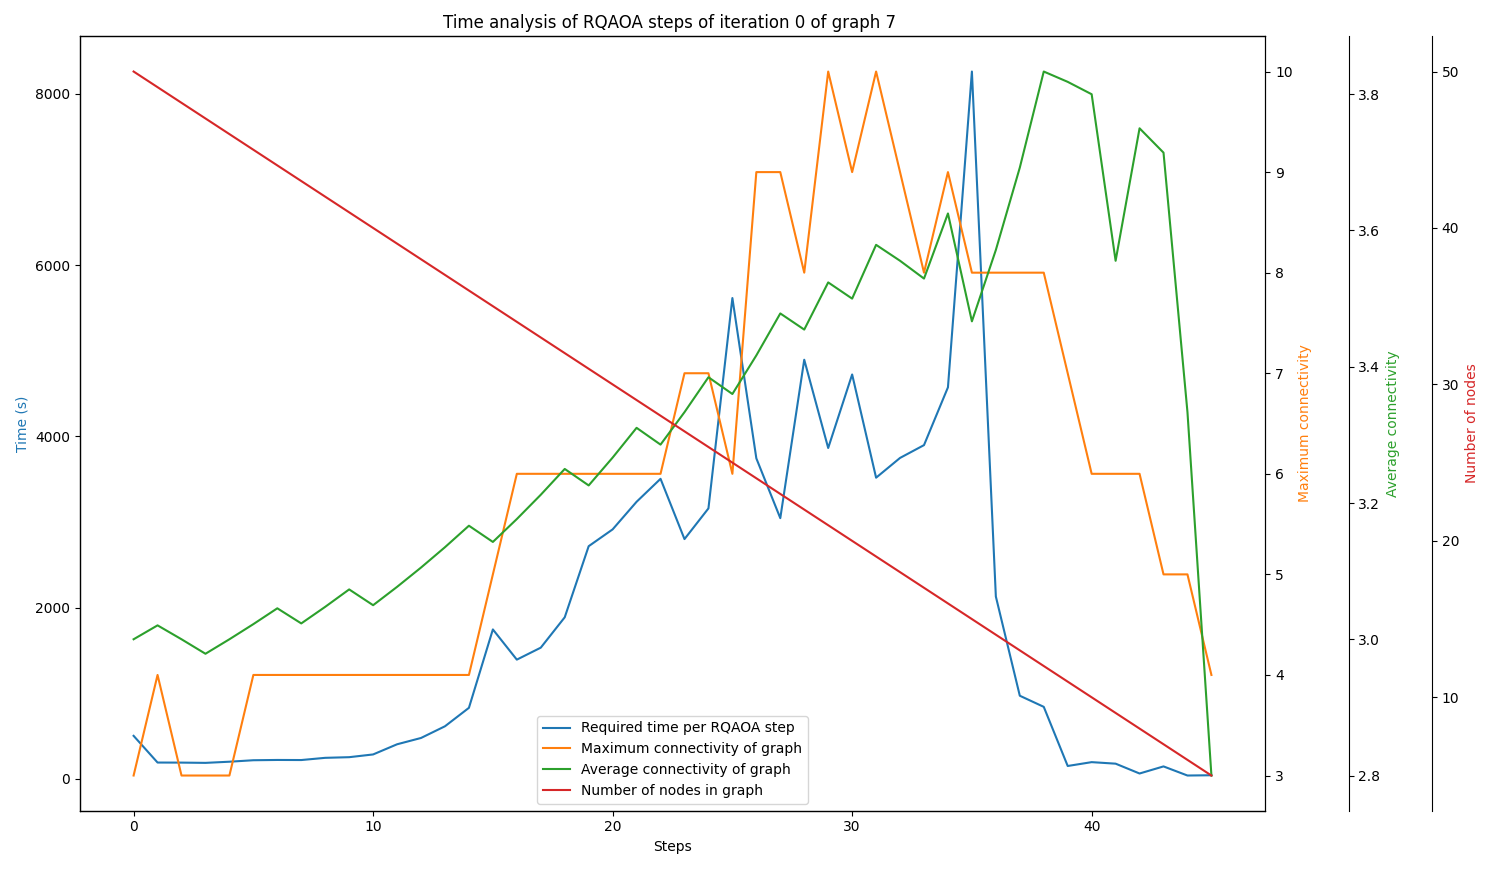 Time analysis of RQAOA steps of iteration 0 of graph 7
Time (s)
8000
6000
4000
2000
0
0
10
20
30
40
Steps
Required time per RQAOA step
Maximum connectivity of graph
Average connectivity of graph
Number of nodes in graph
10
9
8
7
6
5
4
3
Maximum connectivity
3.8
3.6
3.4
3.2
3.0
2.8
Average connectivity
50
40
30
20
10
Number of nodes